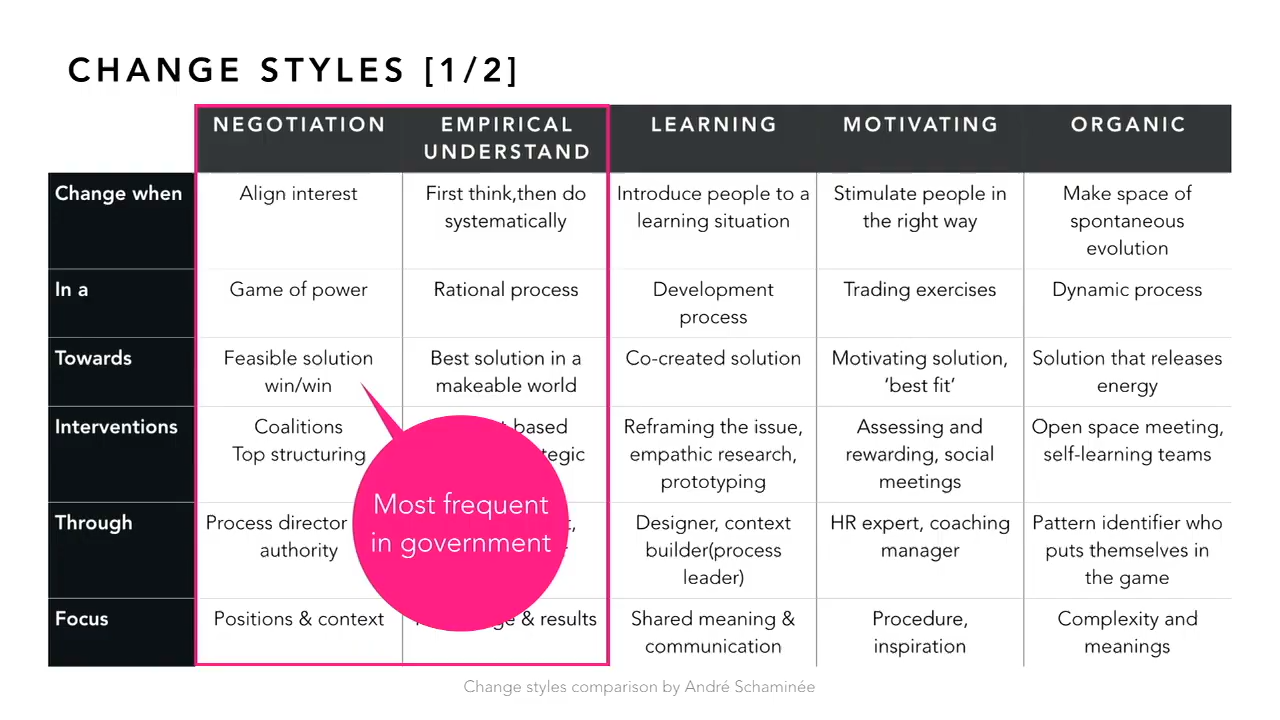 CHANGE STYLES [1/2]
NEGOTIATION
EMPIRICAL
UNDERSTAND
LEARNING
MOTIVATING
ORGANIC
Change when
Align interest
First think,then do
systematically
Introduce people to a
learning situation
Stimulate people in
the right way
Make space of
spontaneous
evolution
In a
Game of power
Rational process
Development
process
Trading exercises
Dynamic process
Towards
Feasible solution
win/win
Best solution in a
makeable world
Co-created solution
Motivating solution,
‘best fit’
Solution that releases
energy
Interventions
Coalitions
Top structuring
based
Reframing the issue,
empathic research,
prototyping
Assessing and
rewarding, social
meetings
Open space meeting,
self-learning teams
Through
Process director
authority
Designer, context
builder(process
leader)
HR expert, coaching
manager
Pattern identifier who
puts themselves in
the game
Focus
Positions & context
& results
Shared meaning &
communication
Procedure,
inspiration
Complexity and
meanings
Most frequent
in government
Change styles comparison by André Schaminée